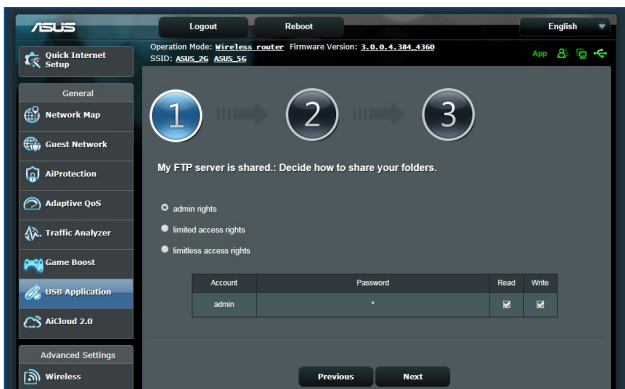 ASUS
Logout
Reboot
English
Quick Internet
Setup
Operation Mode: Wireless router Firmware Version: 3.0.0.4.384_4360
SSID: ASUS_2G ASUS_5G
App
General
Network Map
Guest Network
AiProtection
Adaptive QoS
Traffic Analyzer
Game Boost
USB Application
AiCloud 2.0
Advanced Settings
Wireless
1 2 3
My FTP server is shared.: Decide how to share your folders.
admin rights
limited access rights
limitless access rights
Account Password Read Write
admin *
Previous Next